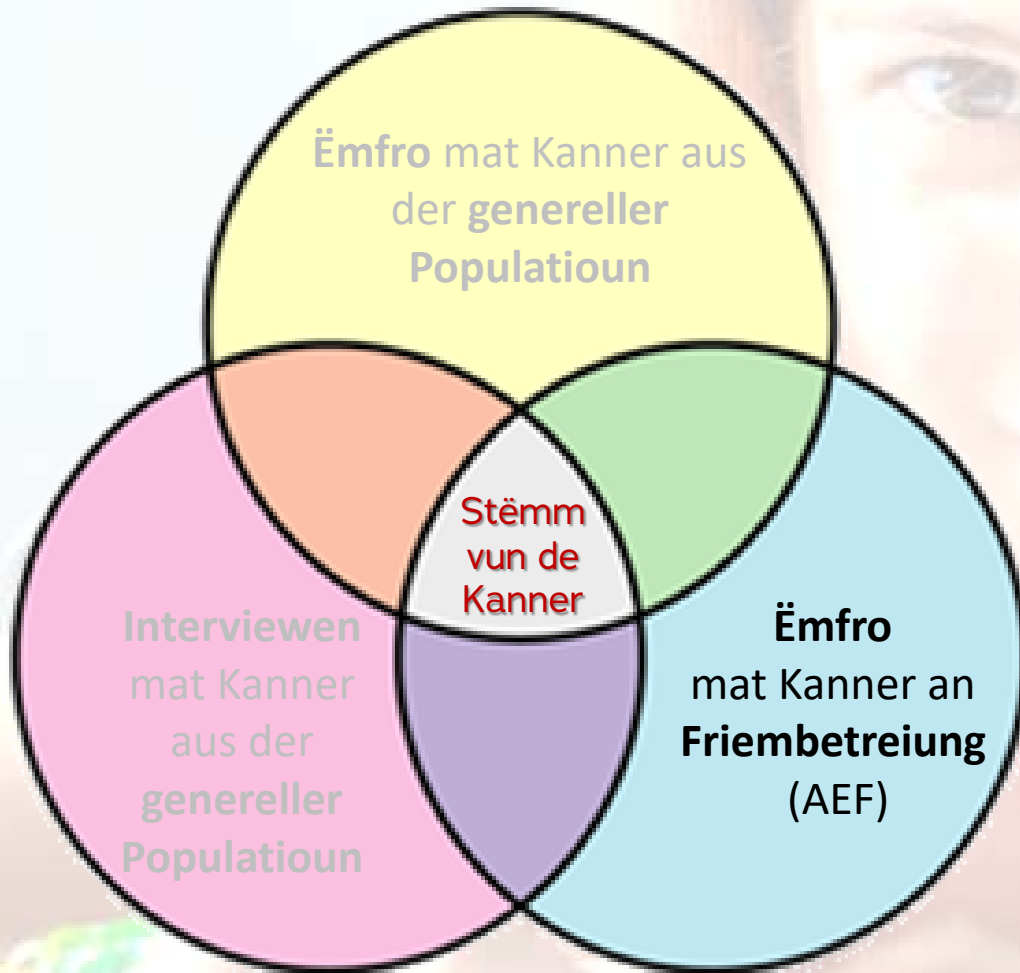 Ëmfro mat Kanner aus
der genereller
Populatioun
Stëmm
vun de
Kanner
Interviewen
mat Kanner
aus der
genereller
Populatioun
Ëmfro
mat Kanner an
Friembetreiung
(AEF)